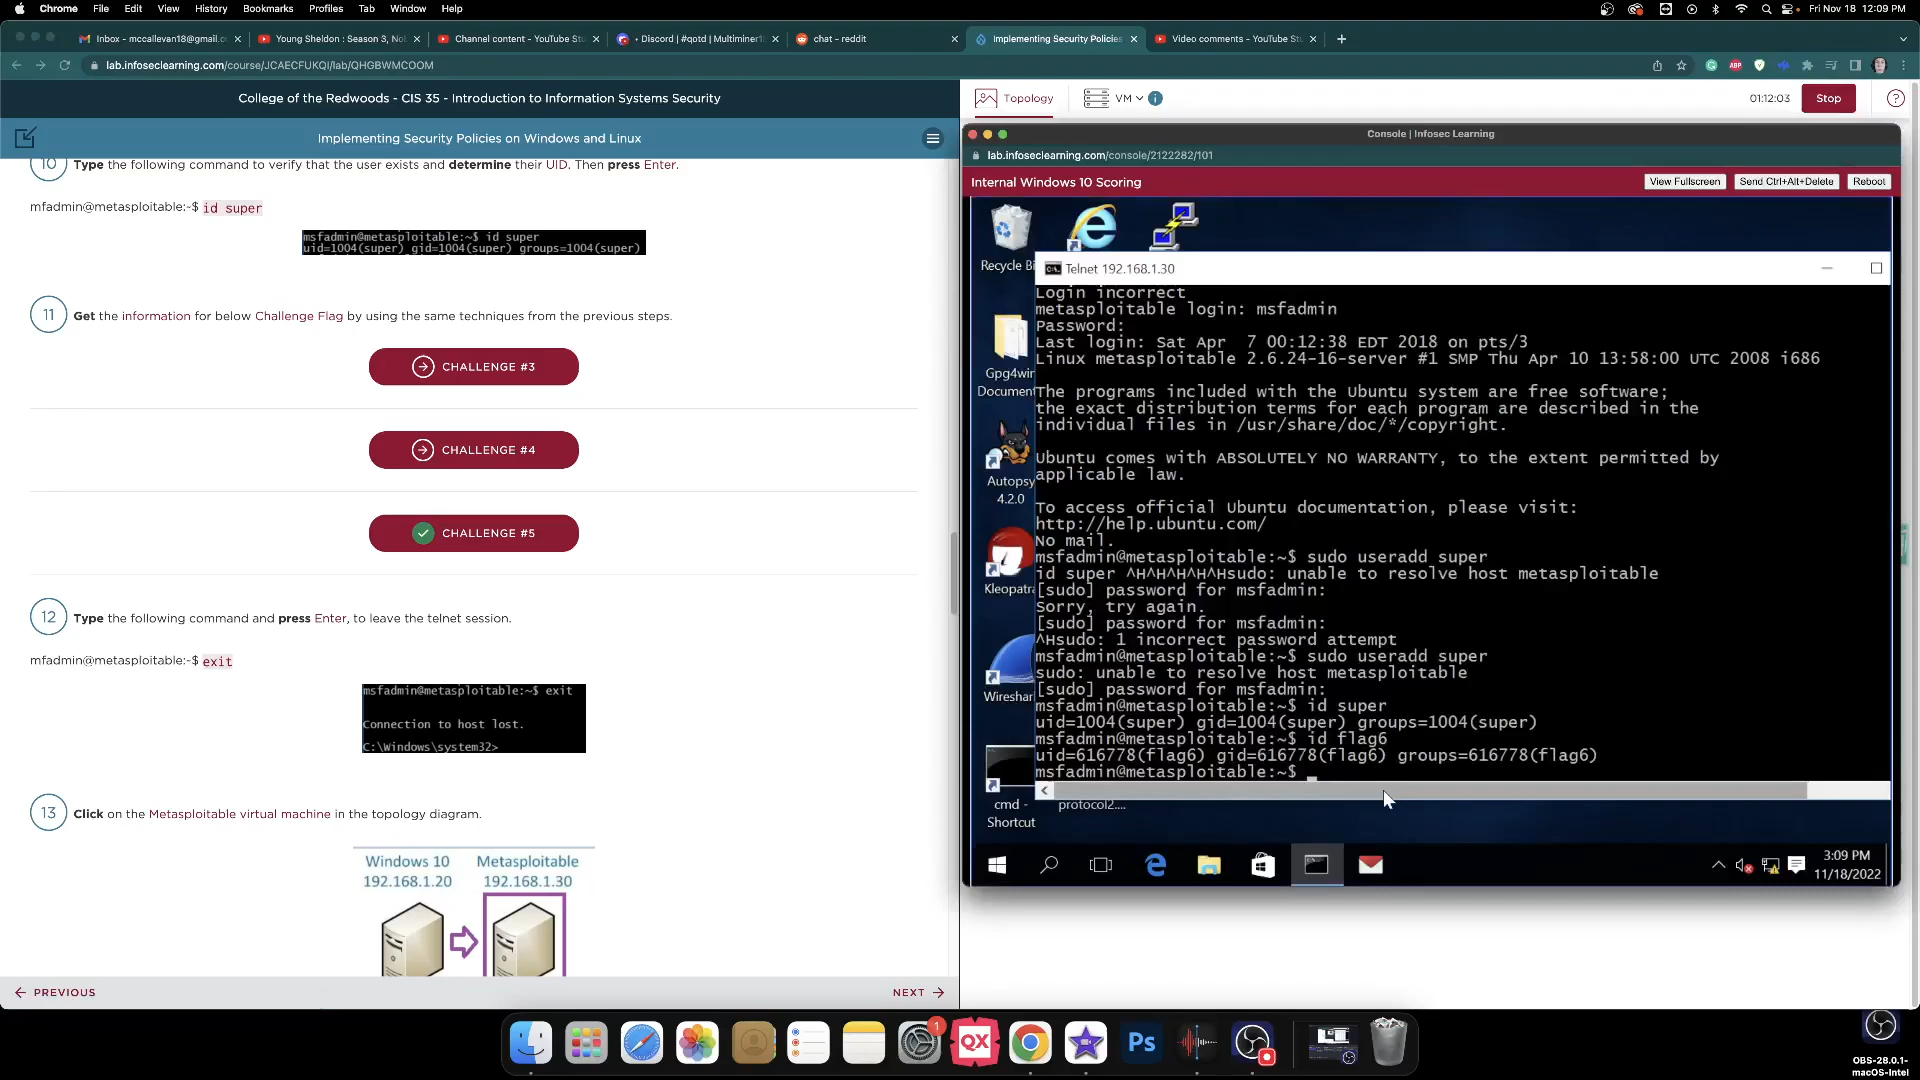 Chrome File Edit View History Bookmarks Profiles Tab Window Help
Fri Nov 18 12:09 PM
Inbox - mccallevan18@gmail.c
Young Sheldon : Season 3, No
Channel content - YouTube St
• Discord | #qotd | Multiminer1
chat - reddit
Implementing Security Policies
Video comments - YouTube St
lab.infoseclearning.com/course/JCAECFUKQI/lab/QHGBWMCOOM
College of the Redwoods - CIS 35 - Introduction to Information Systems Security
Implementing Security Policies on Windows and Linux
10 Type the following command to verify that the user exists and determine their UID. Then press Enter.
mfadmin@metasploitable:~$ id super
msfadmin@metasploitable:~$ id super
uid=1004(super) gid=1004(super) groups=1004(super)
11 Get the information for below Challenge Flag by using the same techniques from the previous steps.
CHALLENGE #3
CHALLENGE #4
CHALLENGE #5
12 Type the following command and press Enter, to leave the telnet session.
mfadmin@metasploitable:~$ exit
msfadmin@metasploitable:~$ exit
Connection to host lost.
C:\Windows\system32>
13 Click on the Metasploitable virtual machine in the topology diagram.
Windows 10 Metasploitable
192.168.1.20 192.168.1.30
PREVIOUS
NEXT
Topology
VM
01:12:03
Stop
Console | Infosec Learning
lab.infoseclearning.com/console/2122282/101
Internal Windows 10 Scoring
View Fullscreen
Send Ctrl+Alt+Delete
Reboot
Recycle Bi
Gpg4win
Documen
Autopsy
4.2.0
Kleopatra
Wireshar
cmd -
Shortcut
protocol2....
Telnet 192.168.1.30
Login incorrect
metasploitable login: msfadmin
Password:
Last login: Sat Apr  7 00:12:38 EDT 2018 on pts/3
Linux metasploitable 2.6.24-16-server #1 SMP Thu Apr 10 13:58:00 UTC 2008 i686
The programs included with the Ubuntu system are free software;
the exact distribution terms for each program are described in the
individual files in /usr/share/doc/*/copyright.
Ubuntu comes with ABSOLUTELY NO WARRANTY, to the extent permitted by
applicable law.
To access official Ubuntu documentation, please visit:
http://help.ubuntu.com/
No mail.
msfadmin@metasploitable:~$ sudo useradd super
id super ^H^H^H^H^Hsudo: unable to resolve host metasploitable
[sudo] password for msfadmin:
Sorry, try again.
[sudo] password for msfadmin:
^Hsudo: 1 incorrect password attempt
msfadmin@metasploitable:~$ sudo useradd super
sudo: unable to resolve host metasploitable
[sudo] password for msfadmin:
msfadmin@metasploitable:~$ id super
uid=1004(super) gid=1004(super) groups=1004(super)
msfadmin@metasploitable:~$ id flag6
uid=616778(flag6) gid=616778(flag6) groups=616778(flag6)
msfadmin@metasploitable:~$
3:09 PM
11/18/2022
1
QX
Ps
OBS-28.0.1-
macOS-Intel